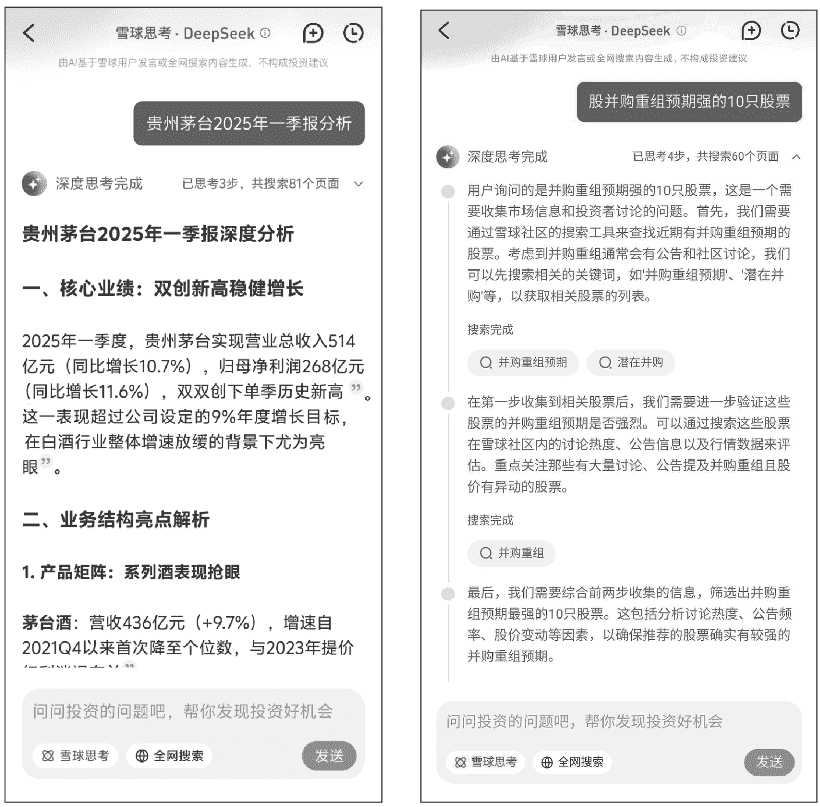 雪球思考 · DeepSeek
由AI基于雪球用户发言或全网搜索内容生成，不构成投资建议
贵州茅台2025年一季报分析
深度思考完成 已思考3步，共搜索81个页面
贵州茅台2025年一季报深度分析
一、核心业绩：双创新高稳健增长
2025年一季度，贵州茅台实现营业总收入514
亿元（同比增长10.7%），归母净利润268亿元
（同比增长11.6%），双双创下单季历史新高”。
这一表现超过公司设定的9%年度增长目标，
在白酒行业整体增速放缓的背景下尤为亮
眼”。
二、业务结构亮点解析
1. 产品矩阵：系列酒表现抢眼
茅台酒：营收436亿元（+9.7%），增速自
2021Q4以来首次降至个位数，与2023年提价
问问投资的问题吧，帮你发现投资好机会
雪球思考 全网搜索 发送
雪球思考 · DeepSeek
由AI基于雪球用户发言或全网搜索内容生成，不构成投资建议
股并购重组预期强的10只股票
深度思考完成 已思考4步，共搜索60个页面
用户询问的是并购重组预期强的10只股票，这是一个需
要收集市场信息和投资者讨论的问题。首先，我们需要
通过雪球社区的搜索工具来查找近期有并购重组预期的
股票。考虑到并购重组通常会有公告和社区讨论，我们
可以先搜索相关的关键词，如'并购重组预期'、'潜在并
购'等，以获取相关股票的列表。
搜索完成
并购重组预期 潜在并购
在第一步收集到相关股票后，我们需要进一步验证这些
股票的并购重组预期是否强烈。可以通过搜索这些股票
在雪球社区内的讨论热度、公告信息以及行情数据来评
估。重点关注那些有大量讨论、公告提及并购重组且股
价有异动的股票。
搜索完成
并购重组
最后，我们需要综合前两步收集的信息，筛选出并购重
组预期最强的10只股票。这包括分析讨论热度、公告频
率、股价变动等因素，以确保推荐的股票确实有较强的
并购重组预期。
问问投资的问题吧，帮你发现投资好机会
雪球思考 全网搜索 发送